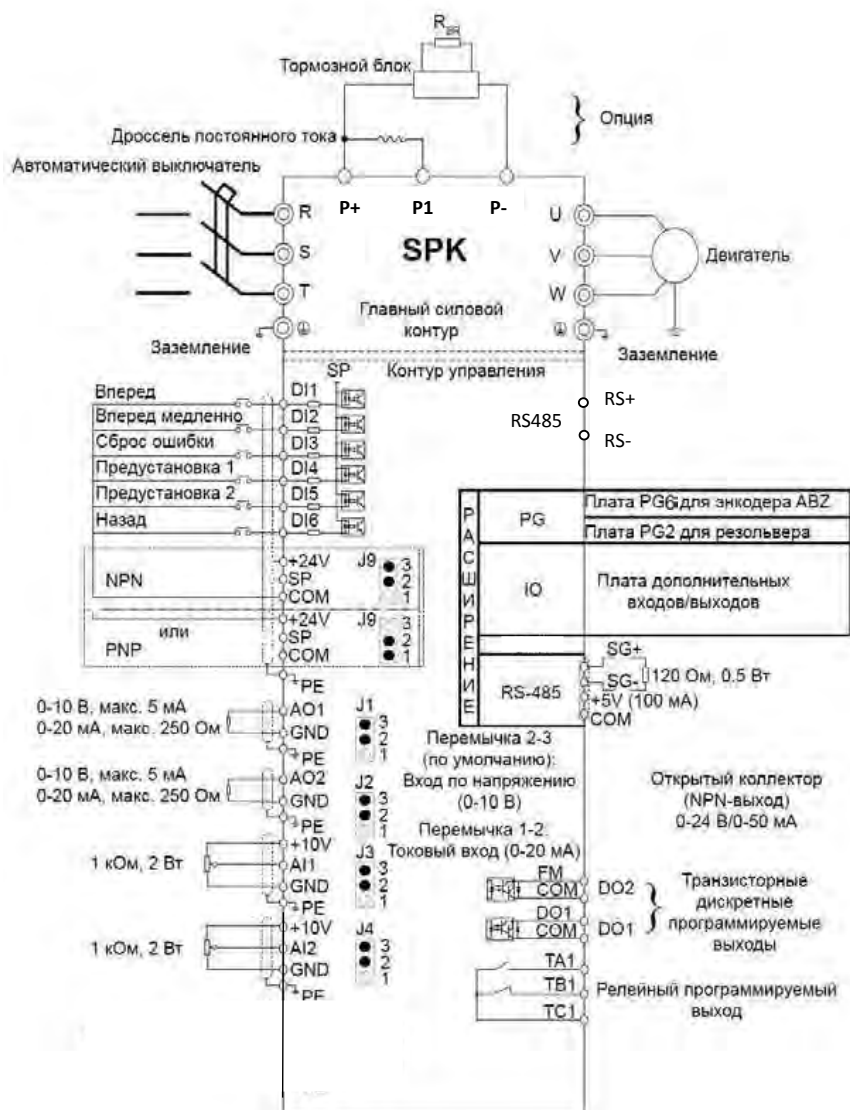 R
Тормозной блок
Опция
Дроссель постоянного тока
Автоматический выключатель
P+ P1 P-
R
S
T
SPK
U
V
W
Двигатель
Главный силовой
контур
Заземление
Заземление
SP
Контур управления
Вперед DI1
Вперед медленно DI2
Сброс ошибки DI3
Предустановка 1 DI4
Предустановка 2 DI5
Назад DI6
RS485
RS+
RS-
NPN
+24V
SP
COM
J9
3
2
1
или
PNP
+24V
SP
COM
J9
3
2
1
РАСШИРЕНИЕ
PG
Плата PG6 для энкодера ABZ
Плата PG2 для резольвера
IO
Плата дополнительных
входов/выходов
RS-485
SG+
SG-
120 Ом, 0.5 Вт
+5V (100 мА)
COM
PE
0-10 В, макс. 5 мА
0-20 мА, макс. 250 Ом
AO1
GND
PE
J1
3
2
1
0-10 В, макс. 5 мА
0-20 мА, макс. 250 Ом
AO2
GND
PE
J2
3
2
1
Перемычка 2-3
(по умолчанию):
Вход по напряжению
(0-10 В)
Перемычка 1-2:
Токовый вход (0-20 мА)
Открытый коллектор
(NPN-выход)
0-24 В/0-50 мА
1 кОм, 2 Вт
+10V
AI1
GND
PE
J3
3
2
1
1 кОм, 2 Вт
+10V
AI2
GND
PE
J4
3
2
1
FM
COM
DO2
DO1
COM
DO1
Транзисторные
дискретные
программируемые
выходы
TA1
TB1
TC1
Релейный программируемый
выход